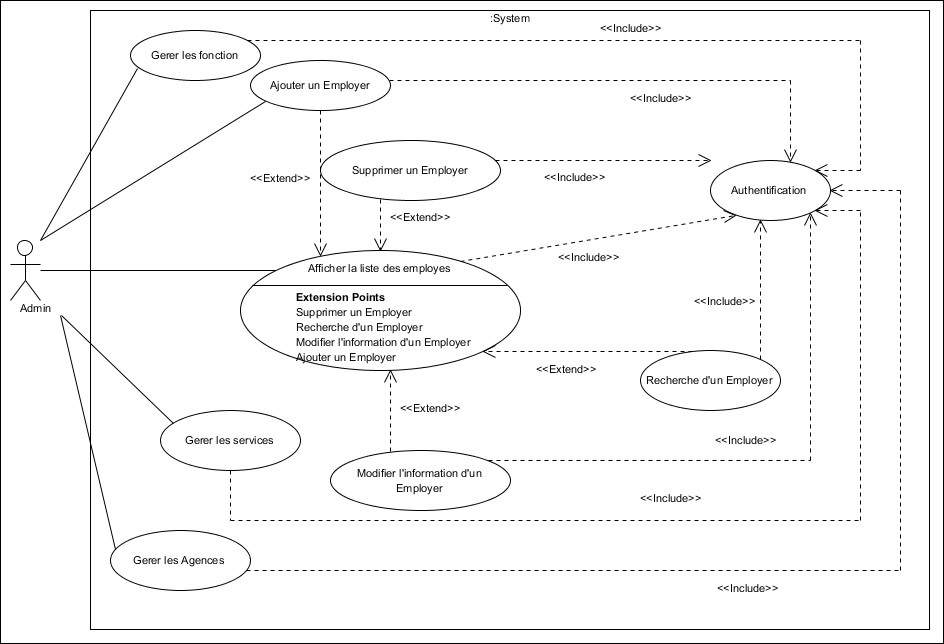 :System
<<Include>>
Gerer les fonction
Ajouter un Employer
<<Include>>
Supprimer un Employer
<<Extend>>
<<Include>>
Authentification
<<Extend>>
<<Include>>
Afficher la liste des employes
Extension Points
Supprimer un Employer
Recherche d'un Employer
Modifier l'information d'un Employer
Ajouter un Employer
Admin
<<Include>>
<<Extend>>
Recherche d'un Employer
<<Extend>>
Gerer les services
<<Include>>
Modifier l'information d'un
Employer
<<Include>>
Gerer les Agences
<<Include>>